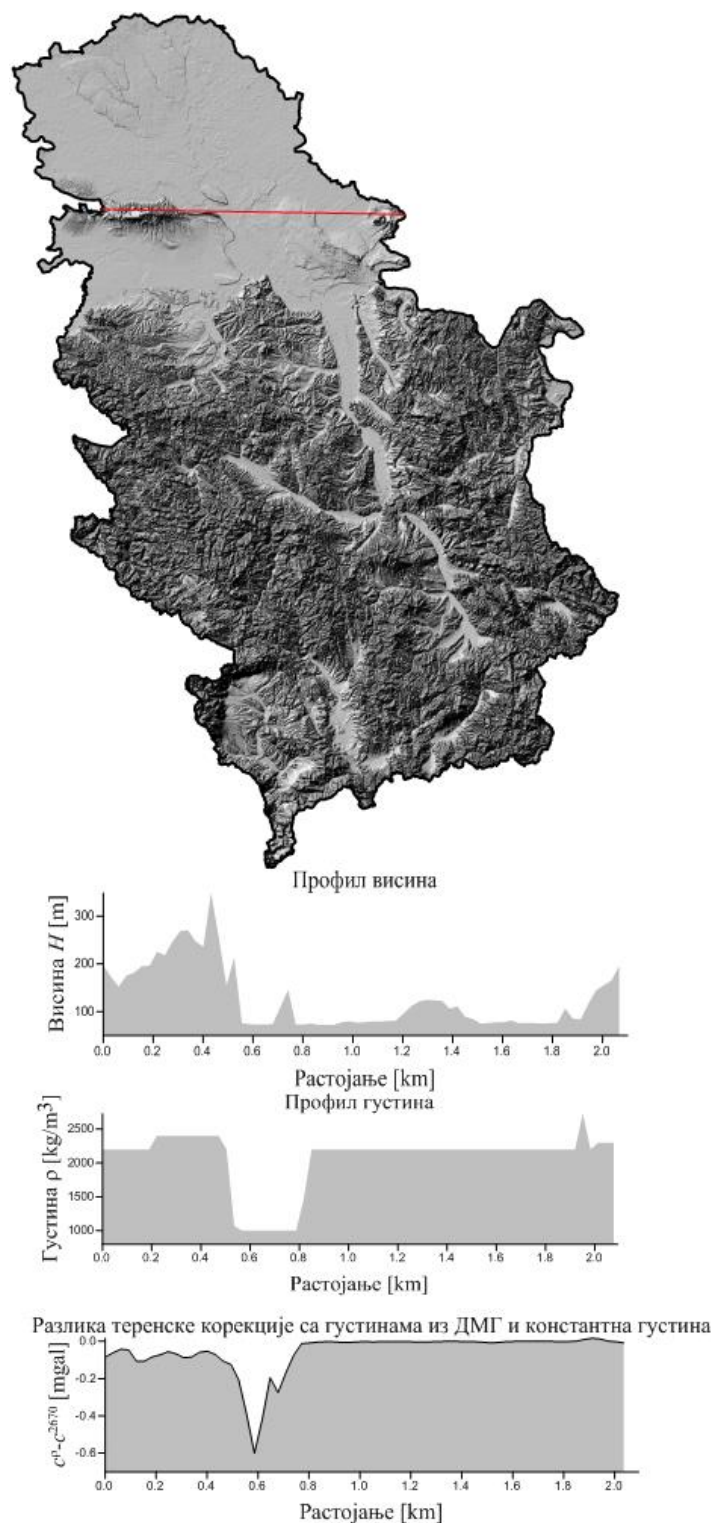 Профил висина
Висина H [m]
300
200
100
0.0 0.2 0.4 0.6 0.8 1.0 1.2 1.4 1.6 1.8 2.0
Растојање [km]
Профил густина
Густина ρ [kg/m³]
2500
2000
1500
1000
0.0 0.2 0.4 0.6 0.8 1.0 1.2 1.4 1.6 1.8 2.0
Растојање [km]
Разлика теренске корекције са густинама из ДМГ и константна густина
cᵖ-c²⁶⁷⁰ [mgal]
0.0
-0.2
-0.4
-0.6
0.0 0.2 0.4 0.6 0.8 1.0 1.2 1.4 1.6 1.8 2.0
Растојање [km]